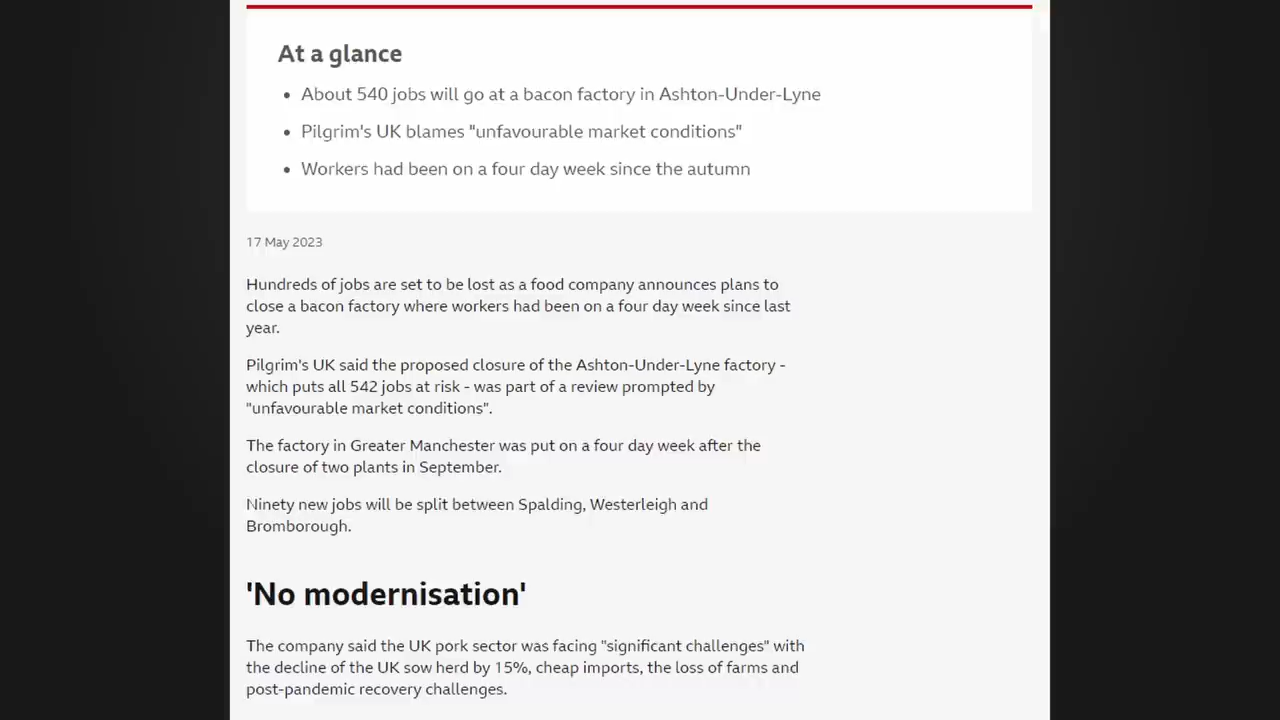 At a glance
• About 540 jobs will go at a bacon factory in Ashton-Under-Lyne
• Pilgrim's UK blames "unfavourable market conditions"
• Workers had been on a four day week since the autumn
17 May 2023
Hundreds of jobs are set to be lost as a food company announces plans to
close a bacon factory where workers had been on a four day week since last
year.
Pilgrim's UK said the proposed closure of the Ashton-Under-Lyne factory -
which puts all 542 jobs at risk - was part of a review prompted by
"unfavourable market conditions".
The factory in Greater Manchester was put on a four day week after the
closure of two plants in September.
Ninety new jobs will be split between Spalding, Westerleigh and
Bromborough.
'No modernisation'
The company said the UK pork sector was facing "significant challenges" with
the decline of the UK sow herd by 15%, cheap imports, the loss of farms and
post-pandemic recovery challenges.